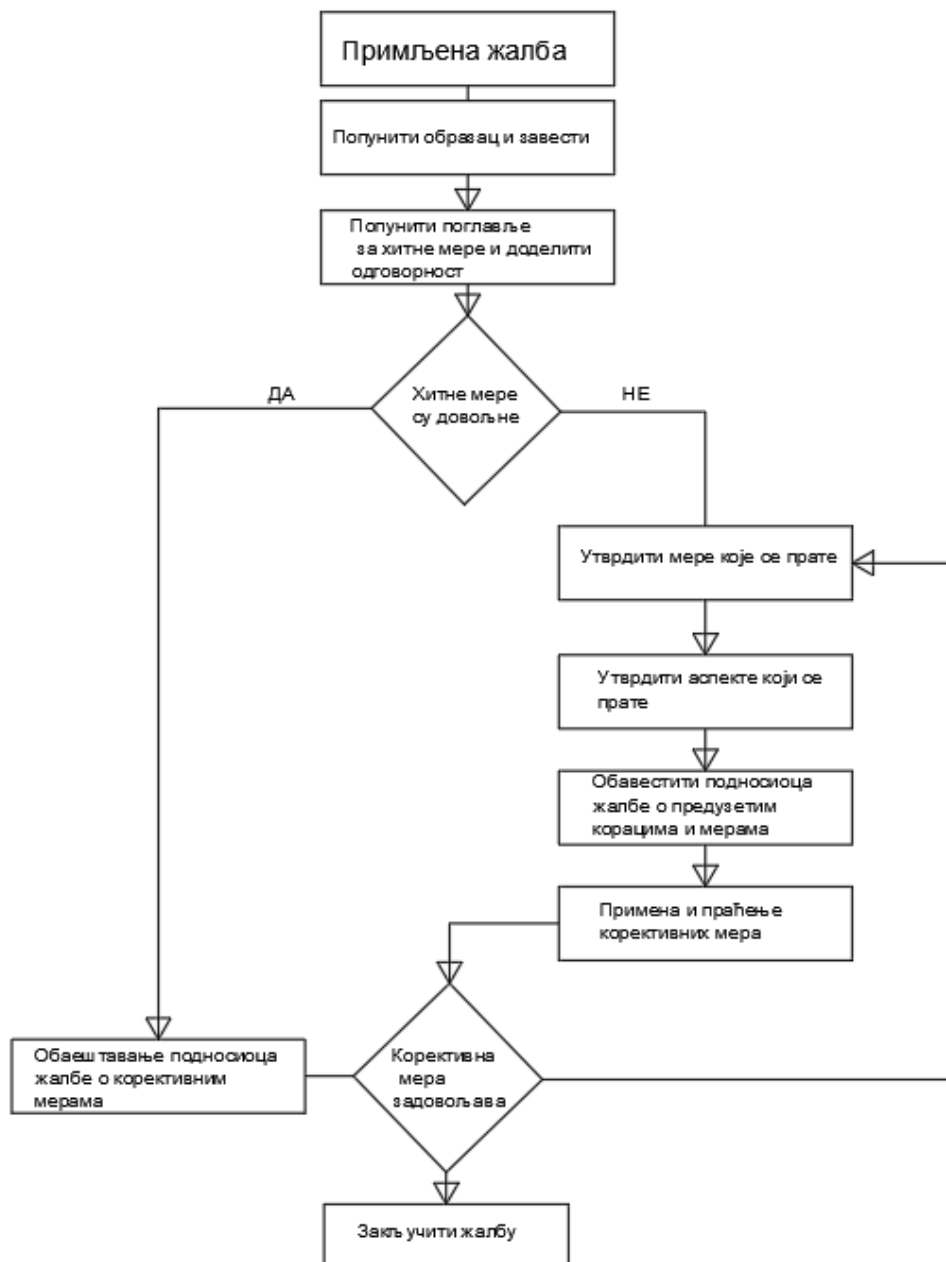 Примљена жалба
Попунити образац и завести
Попунити поглавље
за хитне мере и доделити
одговорност
ДА
Хитне мере
су довољне
НЕ
Утврдити мере које се прате
Утврдити аспекте који се
прате
Обавестити подносиоца
жалбе о предузетим
корацима и мерама
Примена и праћење
корективних мера
Обаештавање подносиоца
жалбе о корективним
мерама
Корективна
мера
задовољава
Закључити жалбу